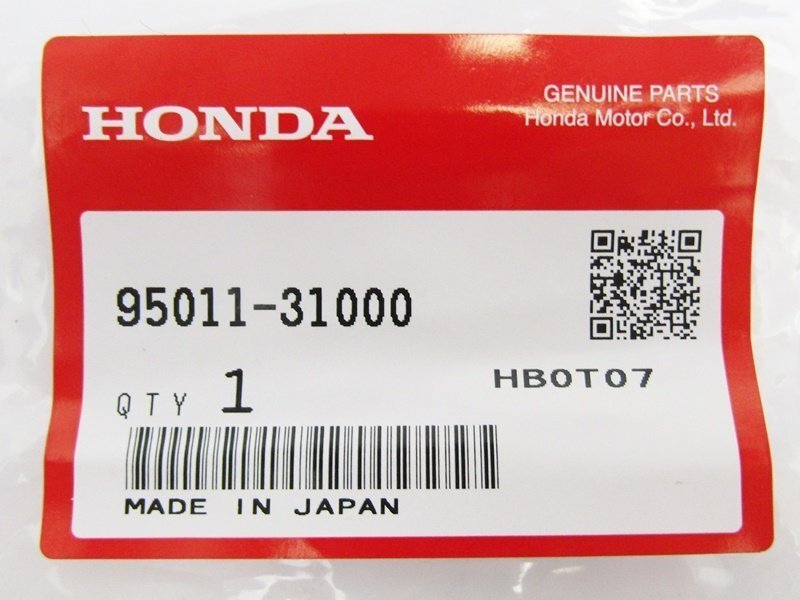 HONDA
GENUINE PARTS
Honda Motor Co., Ltd.
95011-31000
HB0T07
QTY 1
MADE IN JAPAN